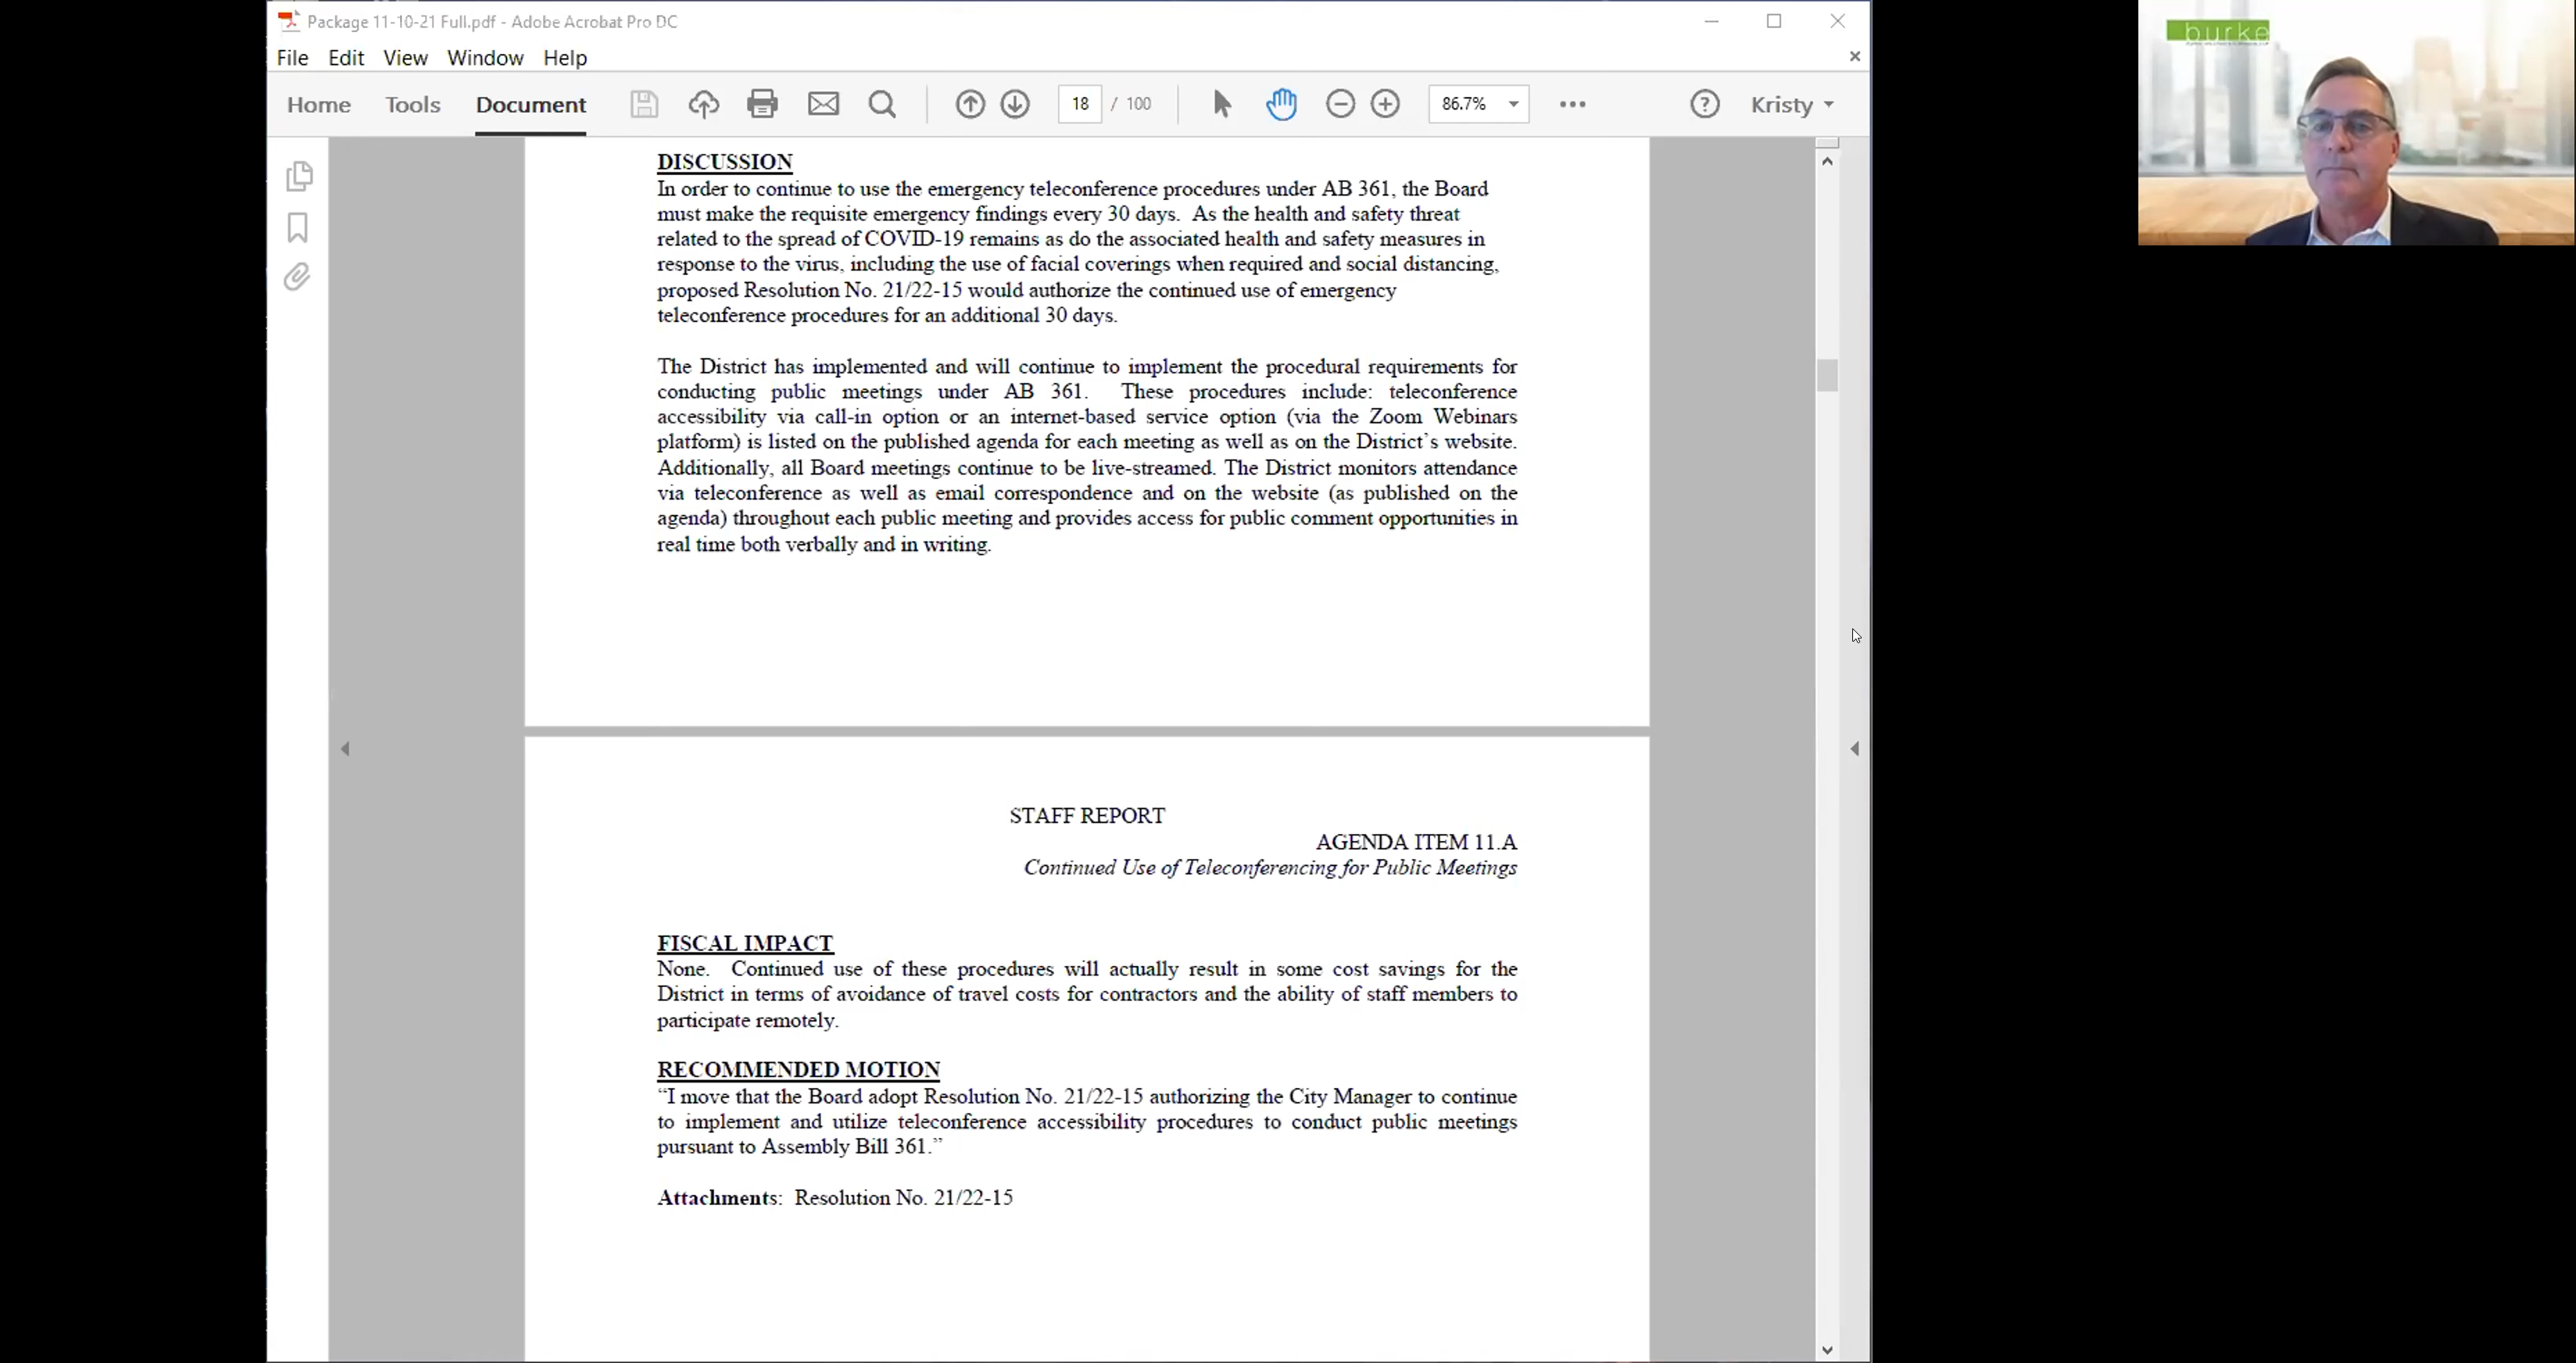 Package 11-10-21 Full.pdf - Adobe Acrobat Pro DC
File Edit View Window Help
Home Tools Document 18 / 100 86.7% Kristy
DISCUSSION
In order to continue to use the emergency teleconference procedures under AB 361, the Board
must make the requisite emergency findings every 30 days. As the health and safety threat
related to the spread of COVID-19 remains as do the associated health and safety measures in
response to the virus, including the use of facial coverings when required and social distancing,
proposed Resolution No. 21/22-15 would authorize the continued use of emergency
teleconference procedures for an additional 30 days.
The District has implemented and will continue to implement the procedural requirements for
conducting public meetings under AB 361. These procedures include: teleconference
accessibility via call-in option or an internet-based service option (via the Zoom Webinars
platform) is listed on the published agenda for each meeting as well as on the District's website.
Additionally, all Board meetings continue to be live-streamed. The District monitors attendance
via teleconference as well as email correspondence and on the website (as published on the
agenda) throughout each public meeting and provides access for public comment opportunities in
real time both verbally and in writing.
STAFF REPORT
AGENDA ITEM 11.A
Continued Use of Teleconferencing for Public Meetings
FISCAL IMPACT
None. Continued use of these procedures will actually result in some cost savings for the
District in terms of avoidance of travel costs for contractors and the ability of staff members to
participate remotely.
RECOMMENDED MOTION
“I move that the Board adopt Resolution No. 21/22-15 authorizing the City Manager to continue
to implement and utilize teleconference accessibility procedures to conduct public meetings
pursuant to Assembly Bill 361.”
Attachments: Resolution No. 21/22-15
burke